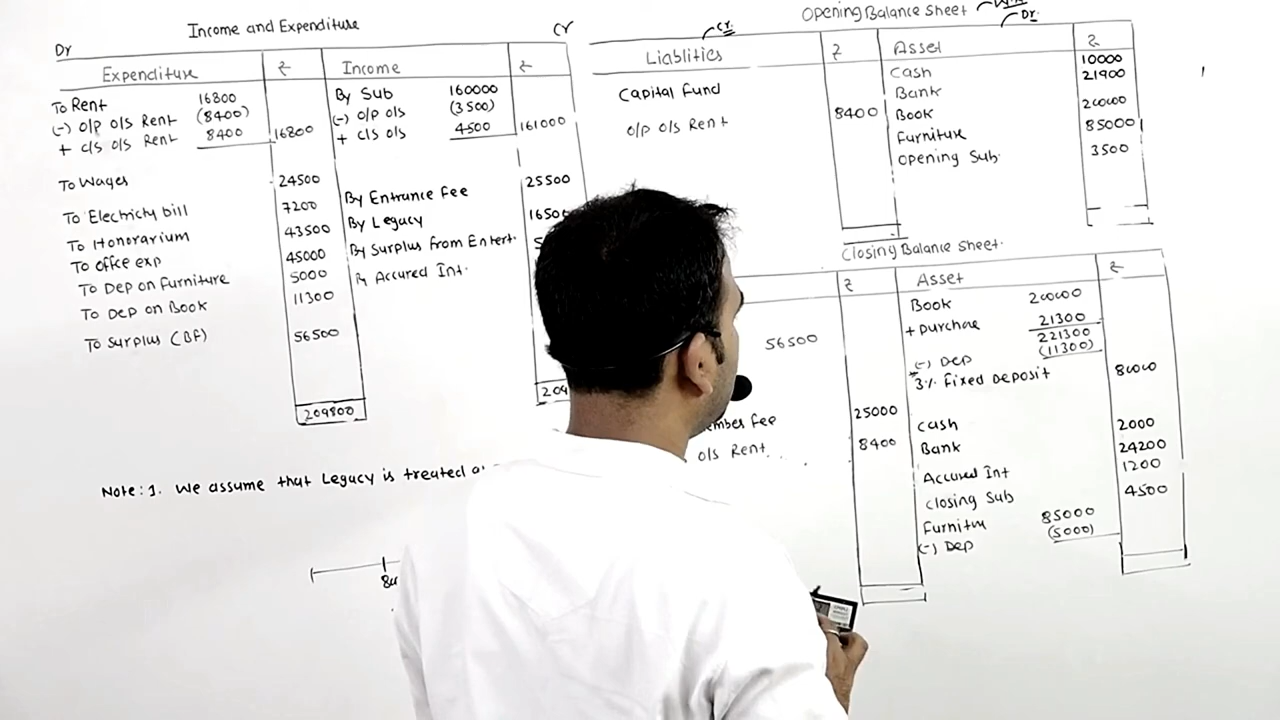 Income and Expenditure
Dr
Cr
Expenditure ₹ Income ₹
To Rent 16800
(-) o/p o/s Rent (8400)
+ c/s o/s Rent 8400 16800
To Wages 24500
To Electricty bill 7200
To Honorarium 43500
To office exp 45000
To Dep on Furniture 5000
To Dep on Book 11300
To Surplus (BF) 56500
209800
By Sub 160000
(-) o/p o/s (3500)
+ c/s o/s 4500 161000
By Entrance Fee 25500
By Legacy
By Surplus from Entert.
By Accured Int.
Note: 1. We assume that Legacy is treated
Opening Balance Sheet
Cr.
Dr.
Liablities ₹ Asset ₹
Capital Fund
o/p o/s Rent 8400
Cash 10000
Bank 21900
Book 200000
Furniture 85000
Opening Sub. 3500
Closing Balance Sheet.
₹ Asset ₹
56500
25000
o/s Rent 8400
Book 200000
+ purchae 21300
221300
(-) Dep (11300)
3% Fixed Deposit 80000
Cash 2000
Bank 24200
Accured Int 1200
Closing Sub 4500
Furnitur 85000
(-) Dep (5000)